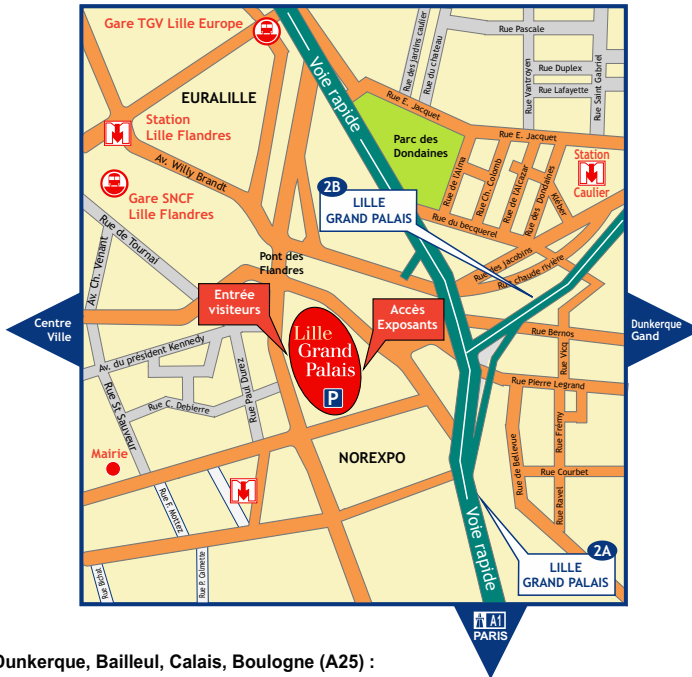 Gare TGV Lille Europe
EURALILLE
Station
Lille Flandres
Voie rapide
Rue des jardins caulier
Rue du chateau
Rue Pascale
Rue Vantroyen
Rue Duplex
Rue Lafayette
Rue Saint Gabriel
Rue E. Jacquet
Rue E. Jacquet
Parc des
Dondaines
Av. Willy Brandt
Gare SNCF
Lille Flandres
Station
Caulier
Rue de l'Alma
Rue Ch. Colomb
Rue de l'Alcazar
Rue des Dondaines
Kléber
2B
LILLE
GRAND PALAIS
Rue du becquerel
Rue de Tournai
Av. Ch. Venant
Pont des
Flandres
Rue des jacobins
Rue chaude rivière
Entrée
visiteurs
Accès
Exposants
Centre
Ville
Dunkerque
Gand
Lille
Grand
Palais
P
Rue Bernos
Rue Vicq
Av. du président Kennedy
Rue Paul Duraz
Rue Pierre Legrand
Rue St Sauveur
Rue C. Debierre
Rue de Bellevue
Rue Frémy
Mairie
NOREXPO
Rue Courbet
Rue Ravel
Rue F. Mottez
Voie rapide
2A
LILLE
GRAND PALAIS
Rue Bichat
Rue P. Calmette
A1
PARIS
Dunkerque, Bailleul, Calais, Boulogne (A25) :